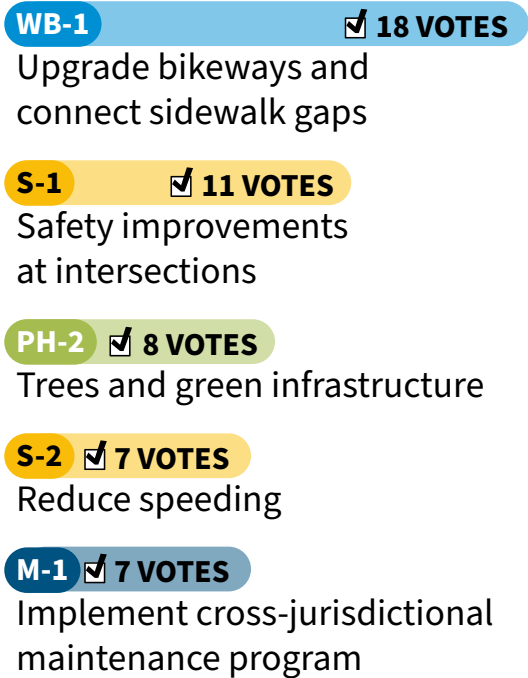 WB-1 18 VOTES
Upgrade bikeways and
connect sidewalk gaps
S-1 11 VOTES
Safety improvements
at intersections
PH-2 8 VOTES
Trees and green infrastructure
S-2 7 VOTES
Reduce speeding
M-1 7 VOTES
Implement cross-jurisdictional
maintenance program